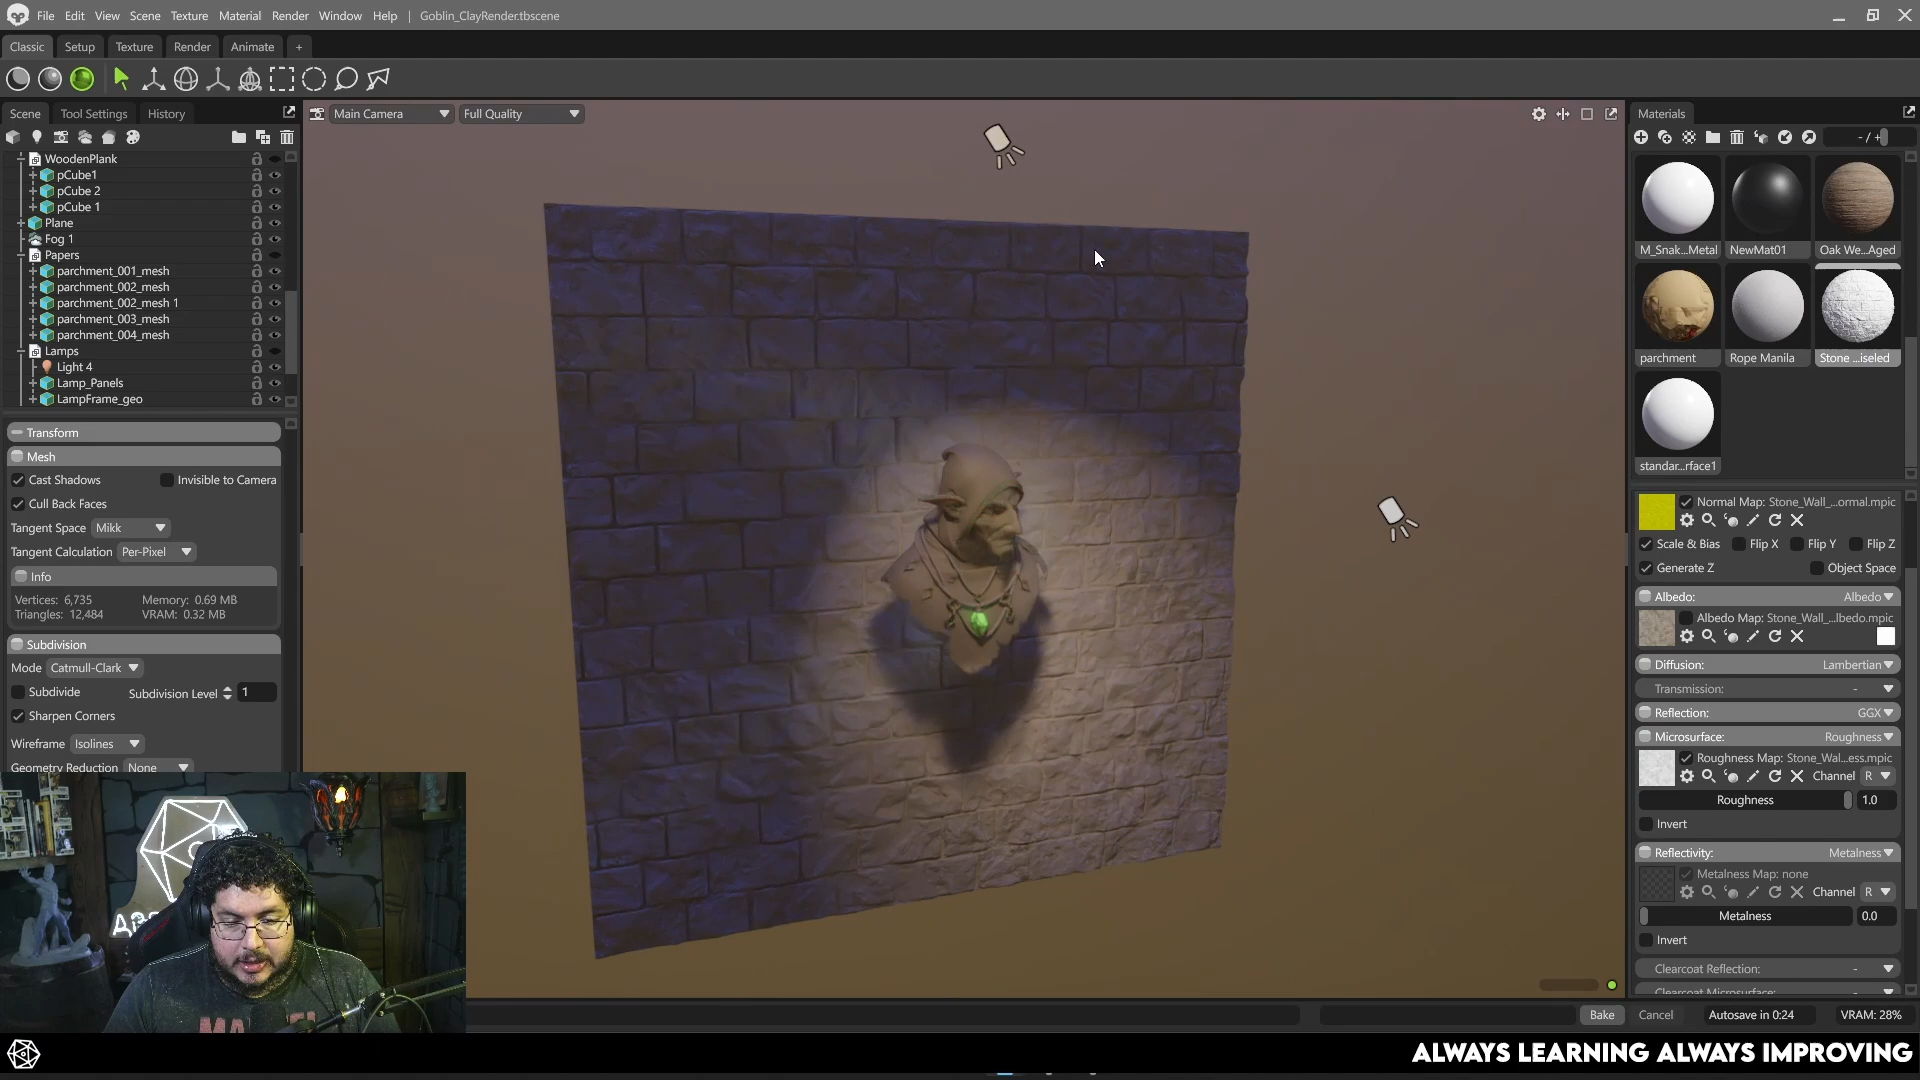 File Edit View Scene Texture Material Render Window Help | Goblin_ClayRender.tbscene
Classic Setup Texture Render Animate +
Scene Tool Settings History
Main Camera Full Quality
Materials
- / +
WoodenPlank
pCube1
pCube 2
pCube 1
Plane
Fog 1
Papers
parchment_001_mesh
parchment_002_mesh
parchment_002_mesh 1
parchment_003_mesh
parchment_004_mesh
Lamps
Light 4
Lamp_Panels
LampFrame_geo
Transform
Mesh
Cast Shadows Invisible to Camera
Cull Back Faces
Tangent Space Mikk
Tangent Calculation Per-Pixel
Info
Vertices: 6,735 Memory: 0.69 MB
Triangles: 12,484 VRAM: 0.32 MB
Subdivision
Mode Catmull-Clark
Subdivide Subdivision Level 1
Sharpen Corners
Wireframe Isolines
Geometry Reduction None
M_Snak...Metal NewMat01 Oak We...Aged
parchment Rope Manila Stone ...iseled
standar...rface1
Normal Map: Stone_Wall_...ormal.mpic
Scale & Bias Flip X Flip Y Flip Z
Generate Z Object Space
Albedo: Albedo
Albedo Map: Stone_Wall_...lbedo.mpic
Diffusion: Lambertian
Transmission: -
Reflection: GGX
Microsurface: Roughness
Roughness Map: Stone_Wal...ess.mpic
Channel R
Roughness 1.0
Invert
Reflectivity: Metalness
Metalness Map: none
Channel R
Metalness 0.0
Invert
Clearcoat Reflection: -
Clearcoat Microsurface: -
Bake Cancel Autosave in 0:24 VRAM: 28%
ALWAYS LEARNING ALWAYS IMPROVING